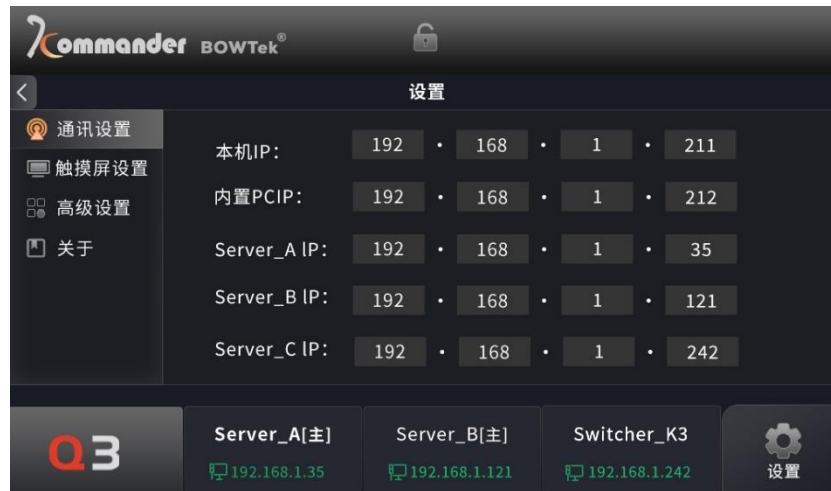 Kommander BOWTek®
设置
通讯设置
触摸屏设置
高级设置
关于
本机IP： 192 · 168 · 1 · 211
内置PCIP： 192 · 168 · 1 · 212
Server_A IP： 192 · 168 · 1 · 35
Server_B IP： 192 · 168 · 1 · 121
Server_C IP： 192 · 168 · 1 · 242
Q3
Server_A[主]
192.168.1.35
Server_B[主]
192.168.1.121
Switcher_K3
192.168.1.242
设置